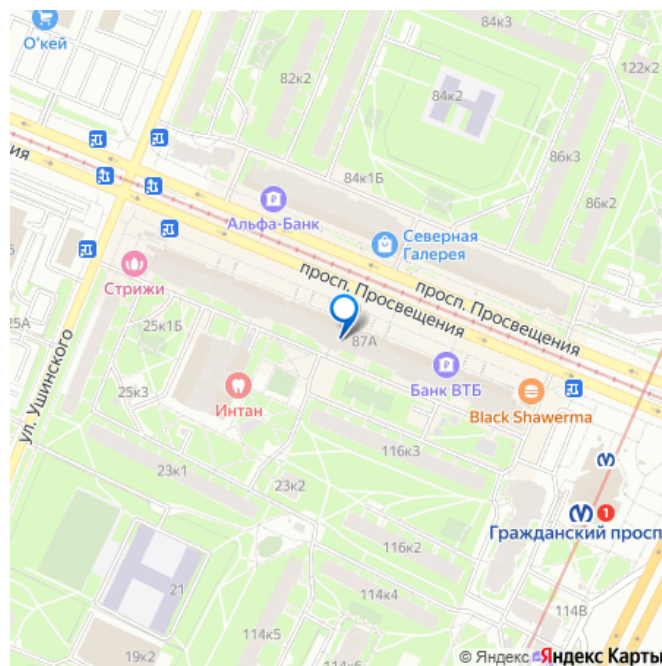 О'кей
84к3
82к2
84к2
122к2
86к3
86к2
84к1Б
Альфа-Банк
Северная
Галерея
просп. Просвещения
просп. Просвещения
ия
Стрижи
25А
25к1Б
87А
25к3
ул. Ушинского
Интан
Банк ВТБ
Black Shawerma
116к3
23к1
23к2
1
Гражданский просп
116к2
21
114к4
114В
114к5
19к2
© Яндекс Яндекс Карты